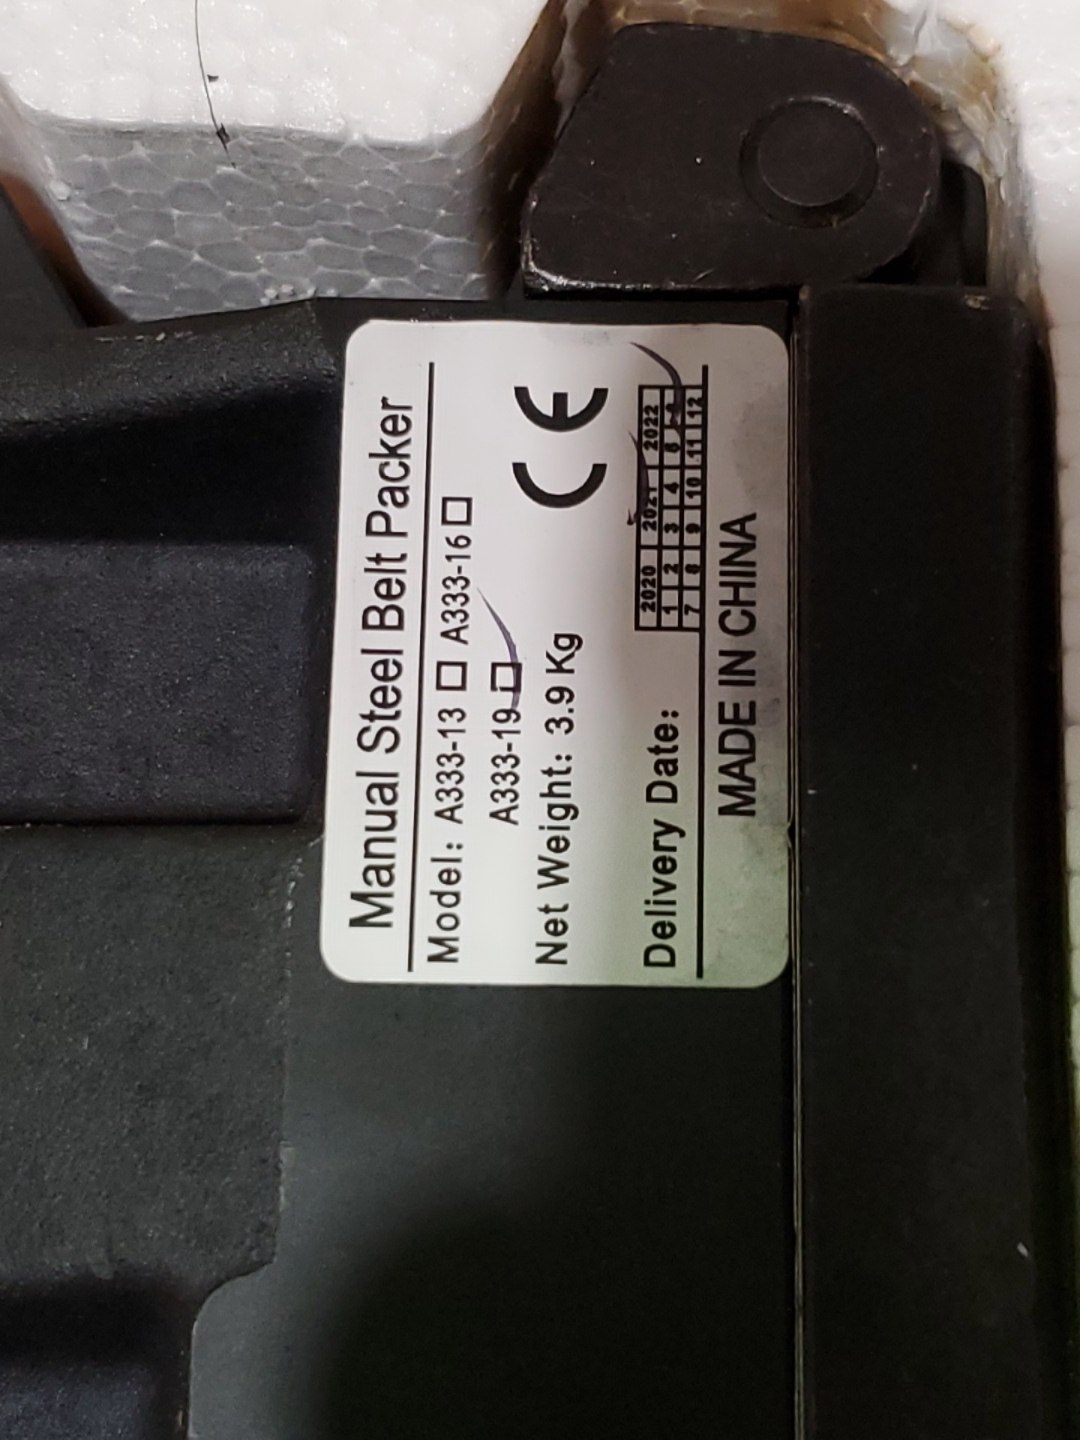 Manual Steel Belt Packer
Model: A333-13 □ A333-16 □
A333-19 □
Net Weight: 3.9 Kg
CE
Delivery Date:
2020 2021 2022
1 2 3 4 5 6
7 8 9 10 11 12
MADE IN CHINA